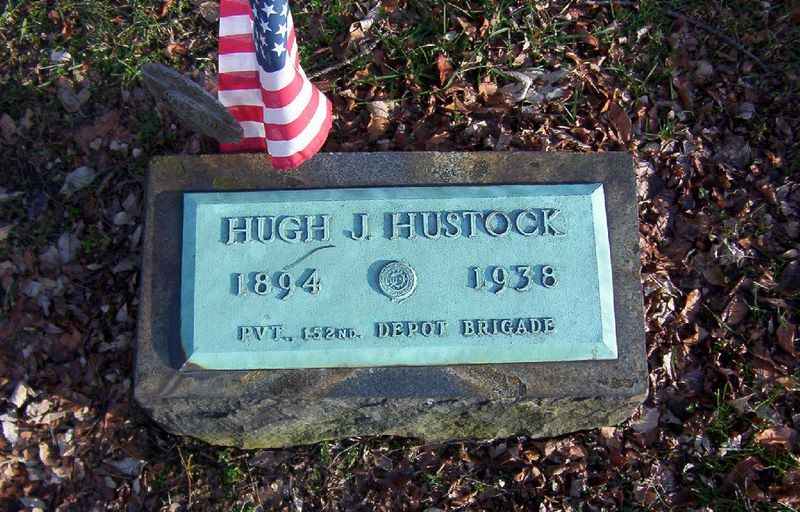 HUGH J. HUSTOCK
1894 1938
PVT. 152ND. DEPOT BRIGADE